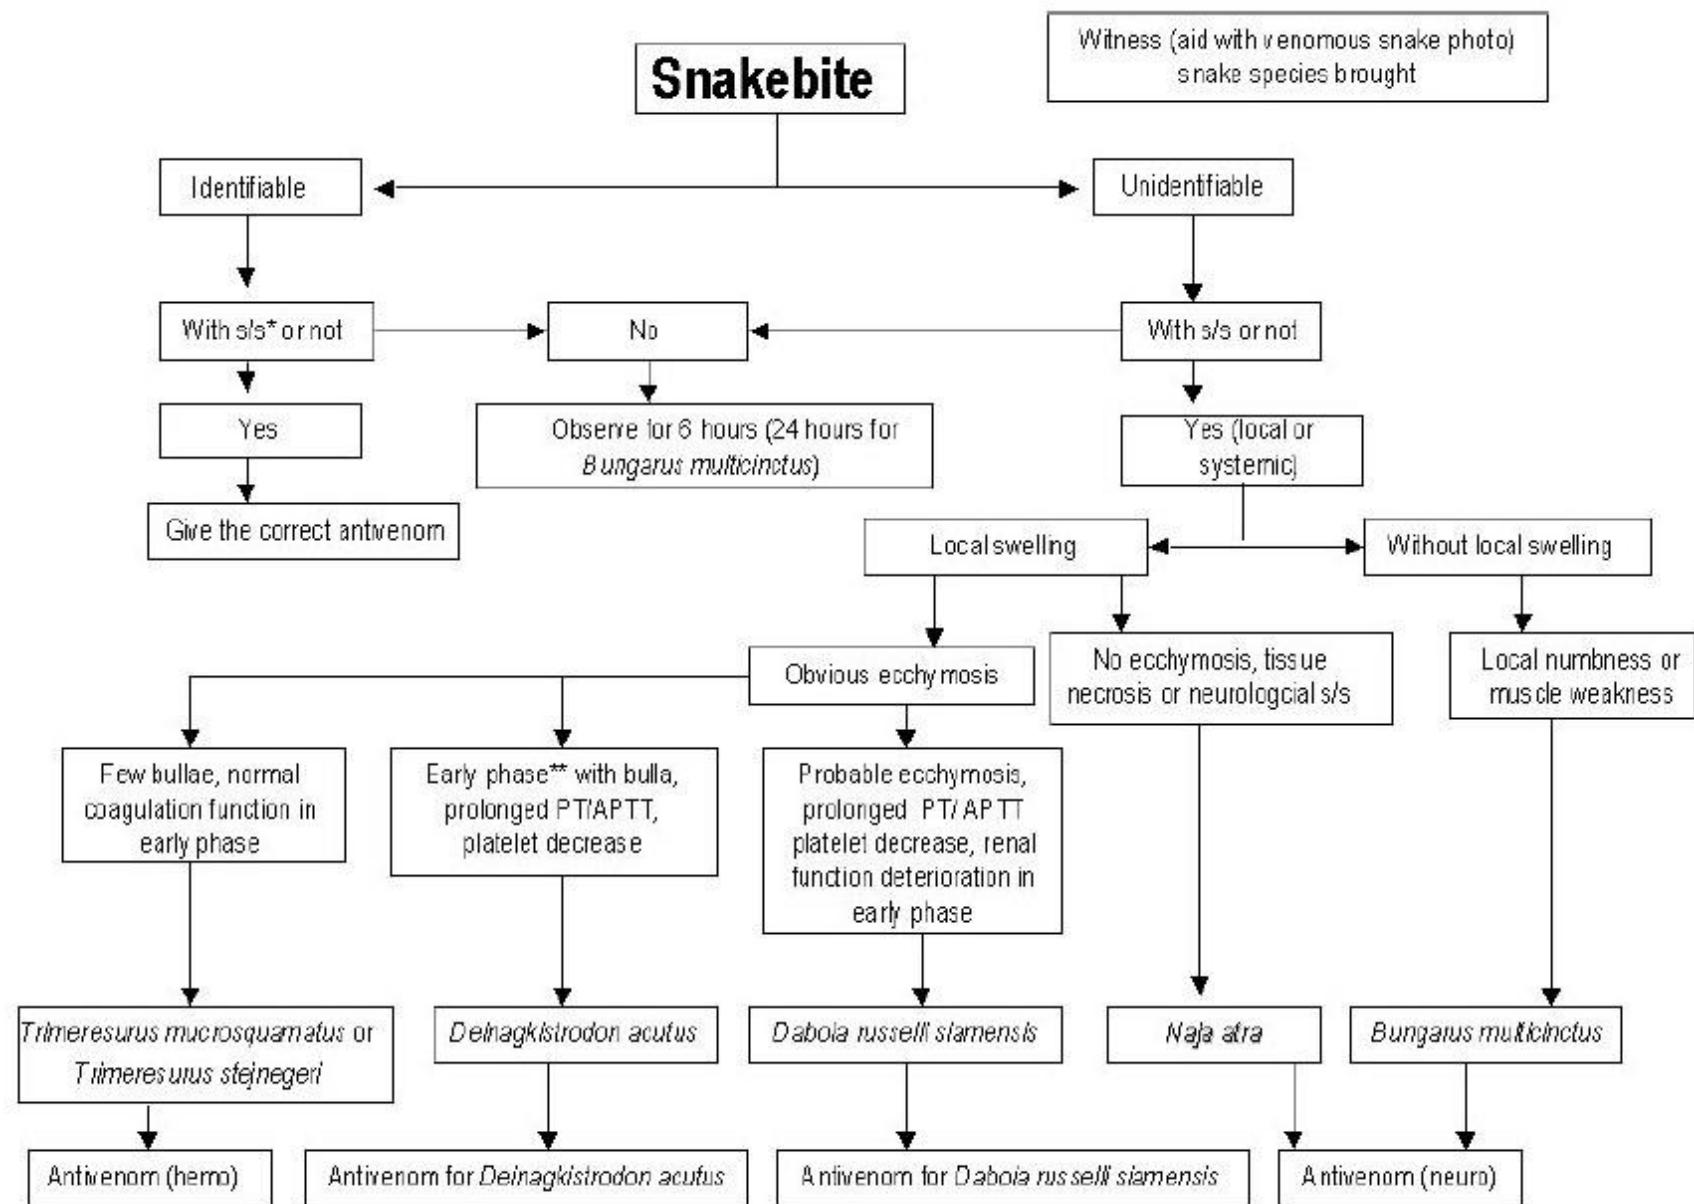 Snakebite
Witness (aid with venomous snake photo)
snake species brought
Identifiable
Unidentifiable
With s/s* or not
No
With s/s or not
Yes
Observe for 6 hours (24 hours for
Bungarus multicinctus)
Yes (local or
systemic)
Give the correct antivenom
Local swelling
Without local swelling
Obvious ecchymosis
No ecchymosis, tissue
necrosis or neurologcial s/s
Local numbness or
muscle weakness
Few bullae, normal
coagulation function in
early phase
Early phase** with bulla,
prolonged PT/APTT,
platelet decrease
Probable ecchymosis,
prolonged PT/ APTT
platelet decrease, renal
function deterioration in
early phase
Trimeresurus mucrosquamatus or
Trimeresurus stejnegeri
Deinagkistrodon acutus
Daboia russelli siamensis
Naja atra
Bungarus multicinctus
Antivenom (hemo)
Antivenom for Deinagkistrodon acutus
Antivenom for Daboia russelli siamensis
Antivenom (neuro)